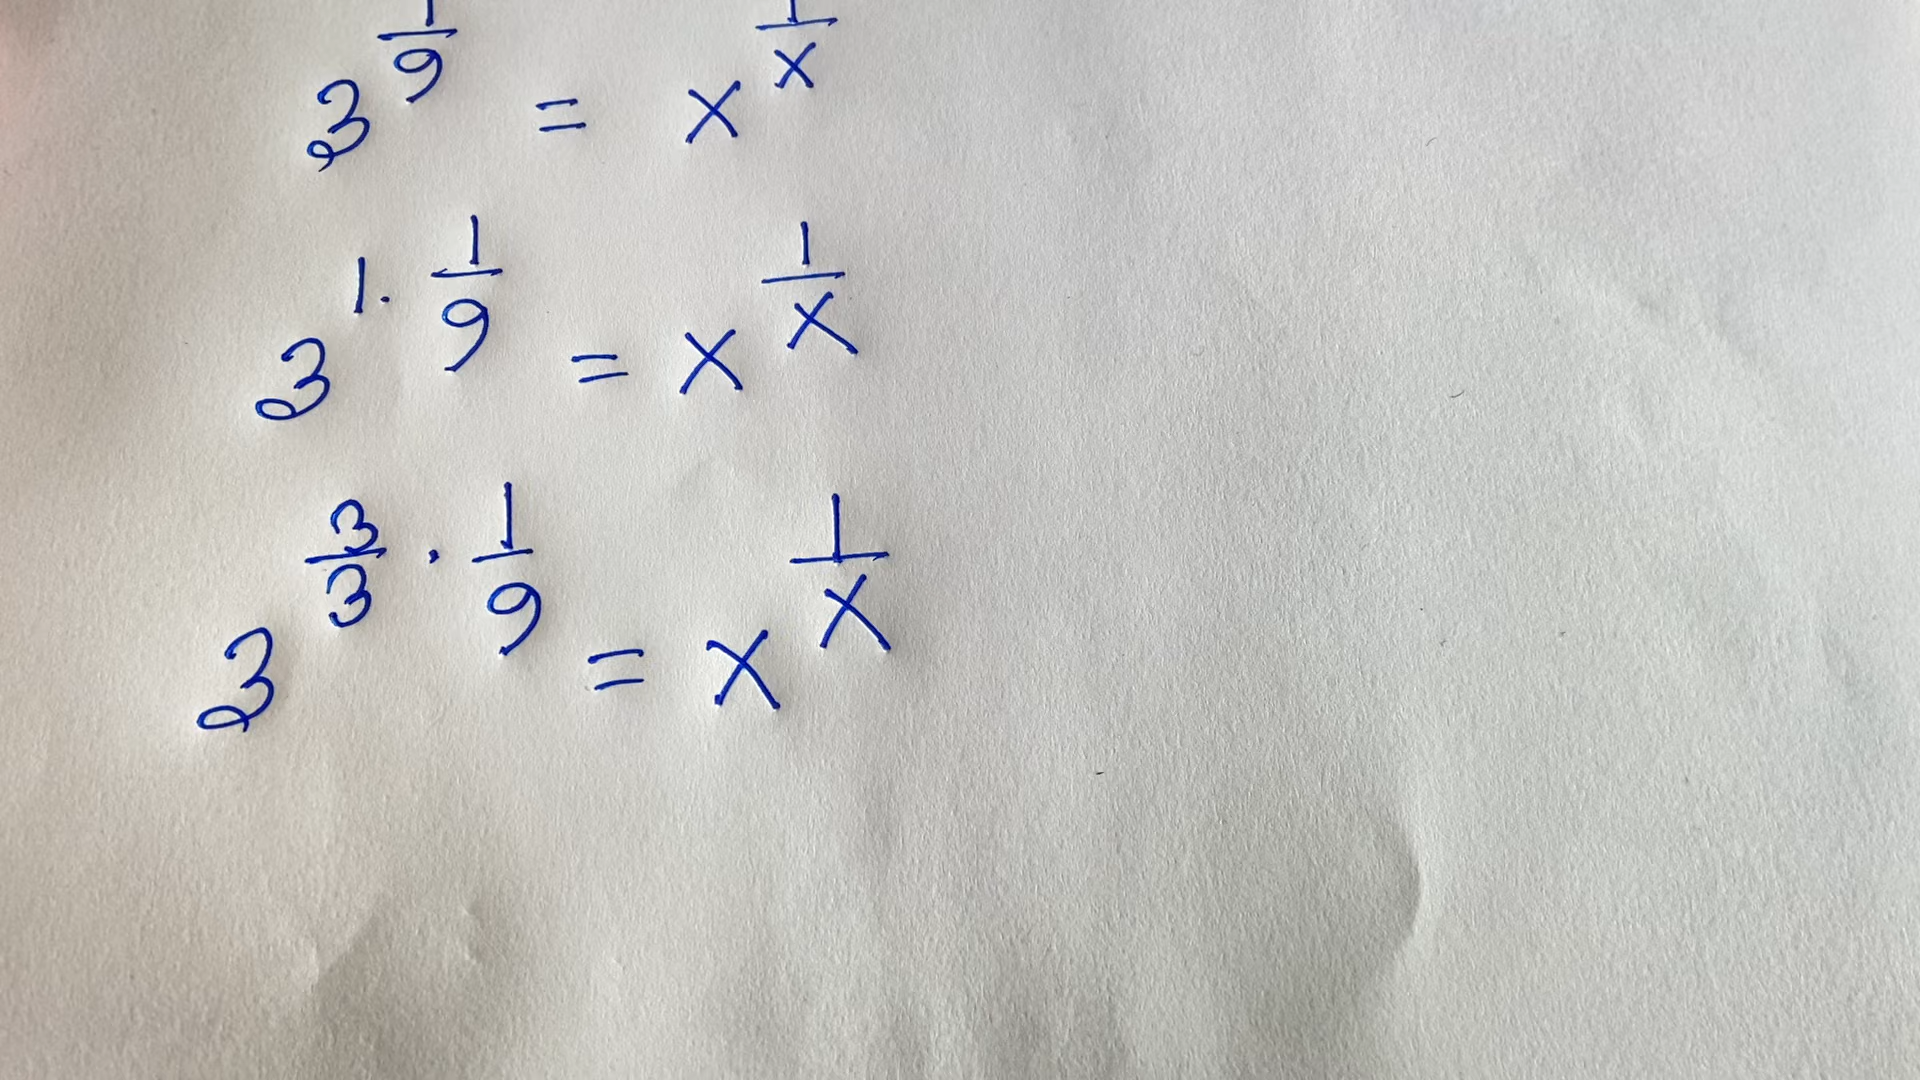 3^(1/9) = x^(1/x)
3^(1·1/9) = x^(1/x)
3^(3/3·1/9) = x^(1/x)